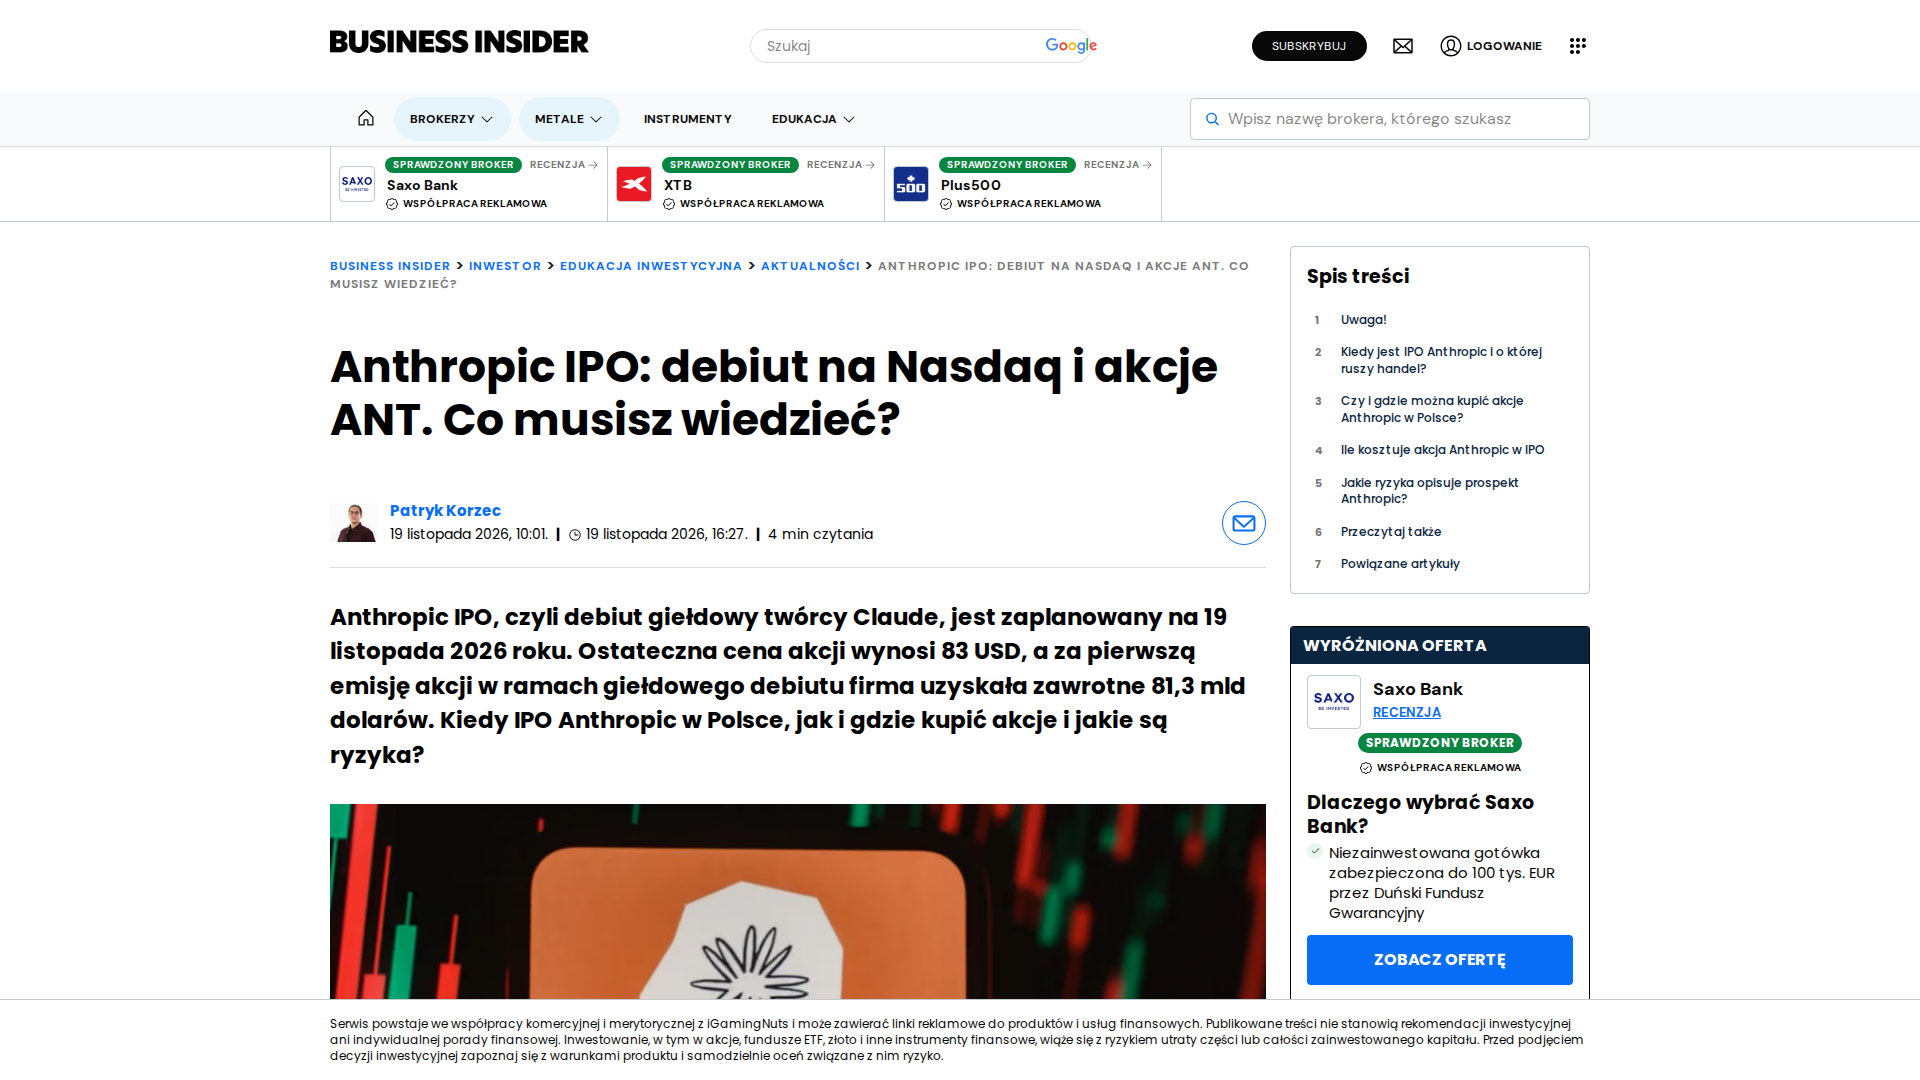 BUSINESS INSIDER
Szukaj
Google
SUBSKRYBUJ
LOGOWANIE
BROKERZY
METALE
INSTRUMENTY
EDUKACJA
Wpisz nazwę brokera, którego szukasz
SAXO
BE INVESTED
SPRAWDZONY BROKER
RECENZJA
Saxo Bank
WSPÓŁPRACA REKLAMOWA
SPRAWDZONY BROKER
RECENZJA
XTB
WSPÓŁPRACA REKLAMOWA
500
SPRAWDZONY BROKER
RECENZJA
Plus500
WSPÓŁPRACA REKLAMOWA
BUSINESS INSIDER > INWESTOR > EDUKACJA INWESTYCYJNA > AKTUALNOŚCI > ANTHROPIC IPO: DEBIUT NA NASDAQ I AKCJE ANT. CO
MUSISZ WIEDZIEĆ?
Anthropic IPO: debiut na Nasdaq i akcje
ANT. Co musisz wiedzieć?
Patryk Korzec
19 listopada 2026, 10:01. | 19 listopada 2026, 16:27. | 4 min czytania
Anthropic IPO, czyli debiut giełdowy twórcy Claude, jest zaplanowany na 19
listopada 2026 roku. Ostateczna cena akcji wynosi 83 USD, a za pierwszą
emisję akcji w ramach giełdowego debiutu firma uzyskała zawrotne 81,3 mld
dolarów. Kiedy IPO Anthropic w Polsce, jak i gdzie kupić akcje i jakie są
ryzyka?
Spis treści
1 Uwaga!
2 Kiedy jest IPO Anthropic i o której
ruszy handel?
3 Czy i gdzie można kupić akcje
Anthropic w Polsce?
4 Ile kosztuje akcja Anthropic w IPO
5 Jakie ryzyka opisuje prospekt
Anthropic?
6 Przeczytaj także
7 Powiązane artykuły
WYRÓŻNIONA OFERTA
SAXO
BE INVESTED
Saxo Bank
RECENZJA
SPRAWDZONY BROKER
WSPÓŁPRACA REKLAMOWA
Dlaczego wybrać Saxo
Bank?
Niezainwestowana gotówka
zabezpieczona do 100 tys. EUR
przez Duński Fundusz
Gwarancyjny
ZOBACZ OFERTĘ
Serwis powstaje we współpracy komercyjnej i merytorycznej z iGamingNuts i może zawierać linki reklamowe do produktów i usług finansowych. Publikowane treści nie stanowią rekomendacji inwestycyjnej
ani indywidualnej porady finansowej. Inwestowanie, w tym w akcje, fundusze ETF, złoto i inne instrumenty finansowe, wiąże się z ryzykiem utraty części lub całości zainwestowanego kapitału. Przed podjęciem
decyzji inwestycyjnej zapoznaj się z warunkami produktu i samodzielnie oceń związane z nim ryzyko.